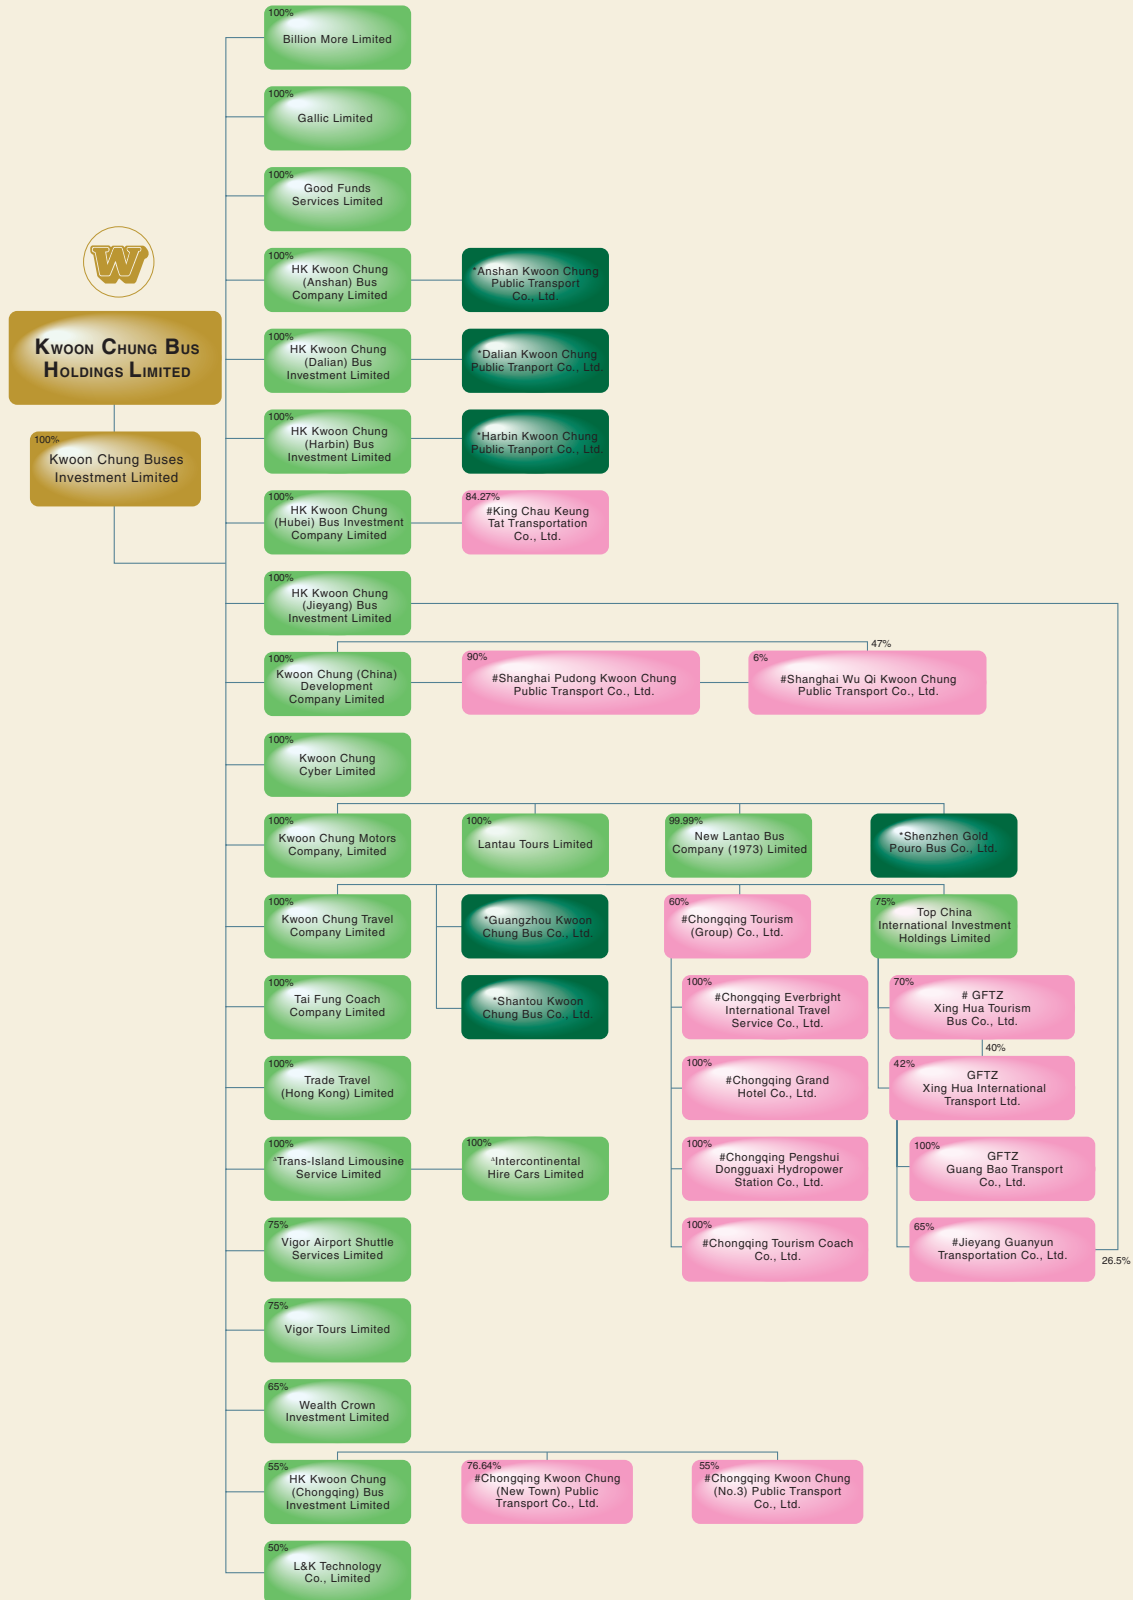 W
KWOON CHUNG BUS
HOLDINGS LIMITED
100%
Kwoon Chung Buses
Investment Limited
100%
Billion More Limited
100%
Gallic Limited
100%
Good Funds
Services Limited
100%
HK Kwoon Chung
(Anshan) Bus
Company Limited
*Anshan Kwoon Chung
Public Transport
Co., Ltd.
100%
HK Kwoon Chung
(Dalian) Bus
Investment Limited
*Dalian Kwoon Chung
Public Tranport Co., Ltd.
100%
HK Kwoon Chung
(Harbin) Bus
Investment Limited
*Harbin Kwoon Chung
Public Tranport Co., Ltd.
100%
HK Kwoon Chung
(Hubei) Bus Investment
Company Limited
84.27%
#King Chau Keung
Tat Transportation
Co., Ltd.
100%
HK Kwoon Chung
(Jieyang) Bus
Investment Limited
100%
Kwoon Chung (China)
Development
Company Limited
90%
#Shanghai Pudong Kwoon Chung
Public Transport Co., Ltd.
47%
6%
#Shanghai Wu Qi Kwoon Chung
Public Transport Co., Ltd.
100%
Kwoon Chung
Cyber Limited
100%
Kwoon Chung Motors
Company, Limited
100%
Lantau Tours Limited
99.99%
New Lantao Bus
Company (1973) Limited
*Shenzhen Gold
Pouro Bus Co., Ltd.
100%
Kwoon Chung Travel
Company Limited
*Guangzhou Kwoon
Chung Bus Co., Ltd.
60%
#Chongqing Tourism
(Group) Co., Ltd.
75%
Top China
International Investment
Holdings Limited
100%
Tai Fung Coach
Company Limited
*Shantou Kwoon
Chung Bus Co., Ltd.
100%
#Chongqing Everbright
International Travel
Service Co., Ltd.
70%
# GFTZ
Xing Hua Tourism
Bus Co., Ltd.
40%
100%
Trade Travel
(Hong Kong) Limited
100%
#Chongqing Grand
Hotel Co., Ltd.
42%
GFTZ
Xing Hua International
Transport Ltd.
100%
ΔTrans-Island Limousine
Service Limited
100%
ΔIntercontinental
Hire Cars Limited
100%
#Chongqing Pengshui
Dongguaxi Hydropower
Station Co., Ltd.
100%
GFTZ
Guang Bao Transport
Co., Ltd.
75%
Vigor Airport Shuttle
Services Limited
100%
#Chongqing Tourism Coach
Co., Ltd.
65%
#Jieyang Guanyun
Transportation Co., Ltd.
26.5%
75%
Vigor Tours Limited
65%
Wealth Crown
Investment Limited
55%
HK Kwoon Chung
(Chongqing) Bus
Investment Limited
76.64%
#Chongqing Kwoon Chung
(New Town) Public
Transport Co., Ltd.
55%
#Chongqing Kwoon Chung
(No.3) Public Transport
Co., Ltd.
50%
L&K Technology
Co., Limited